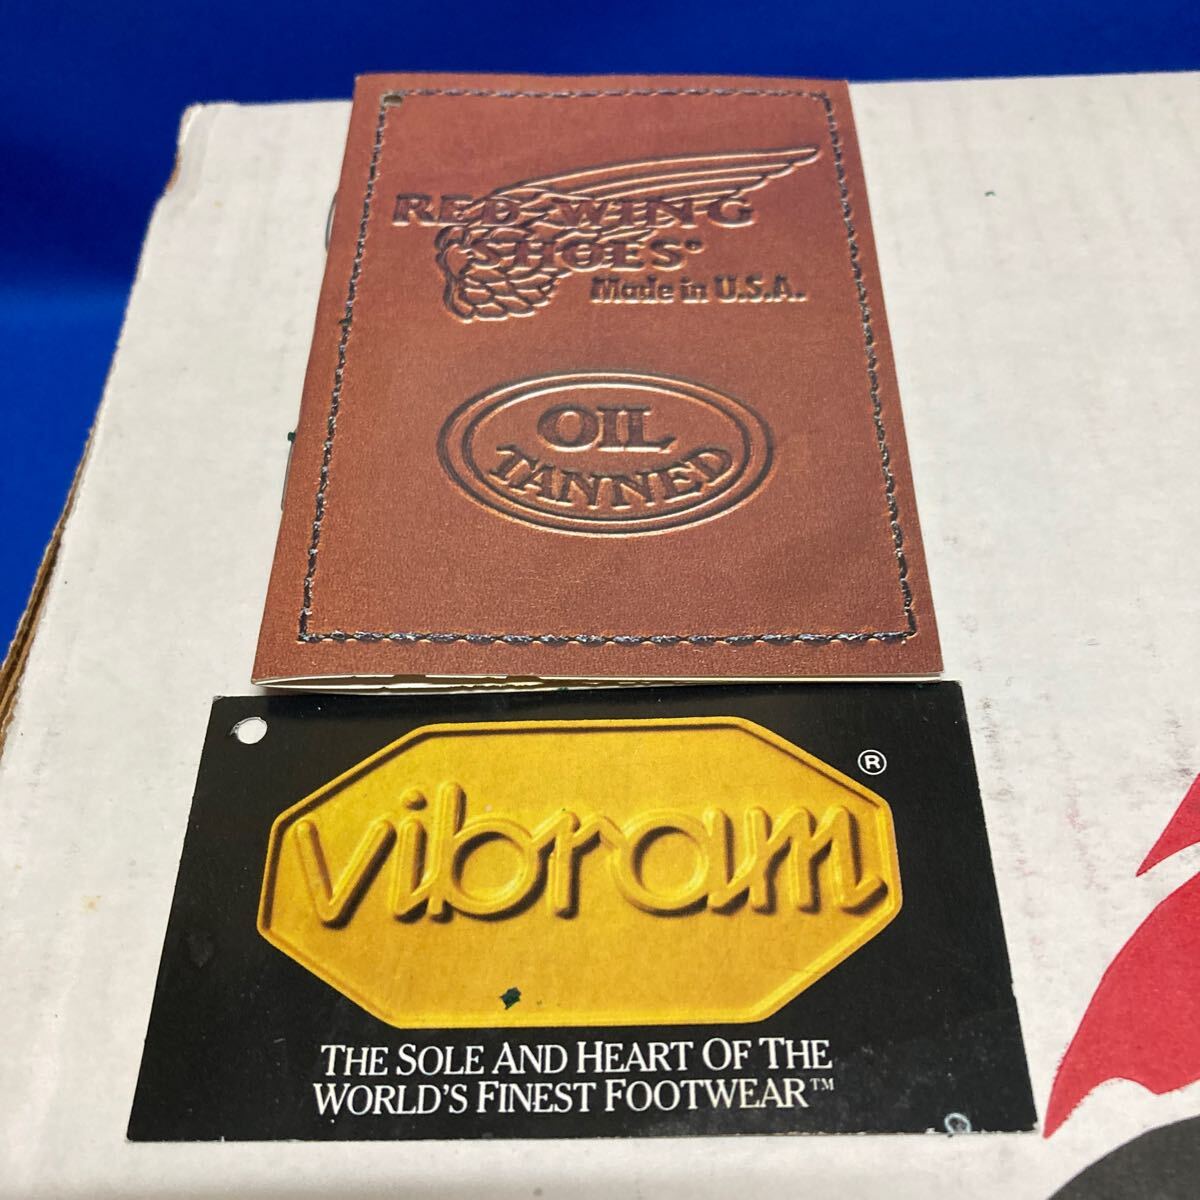 RED WING
SHOES®
Made in U.S.A.
OIL
TANNED
vibram ®
THE SOLE AND HEART OF THE
WORLD'S FINEST FOOTWEAR™